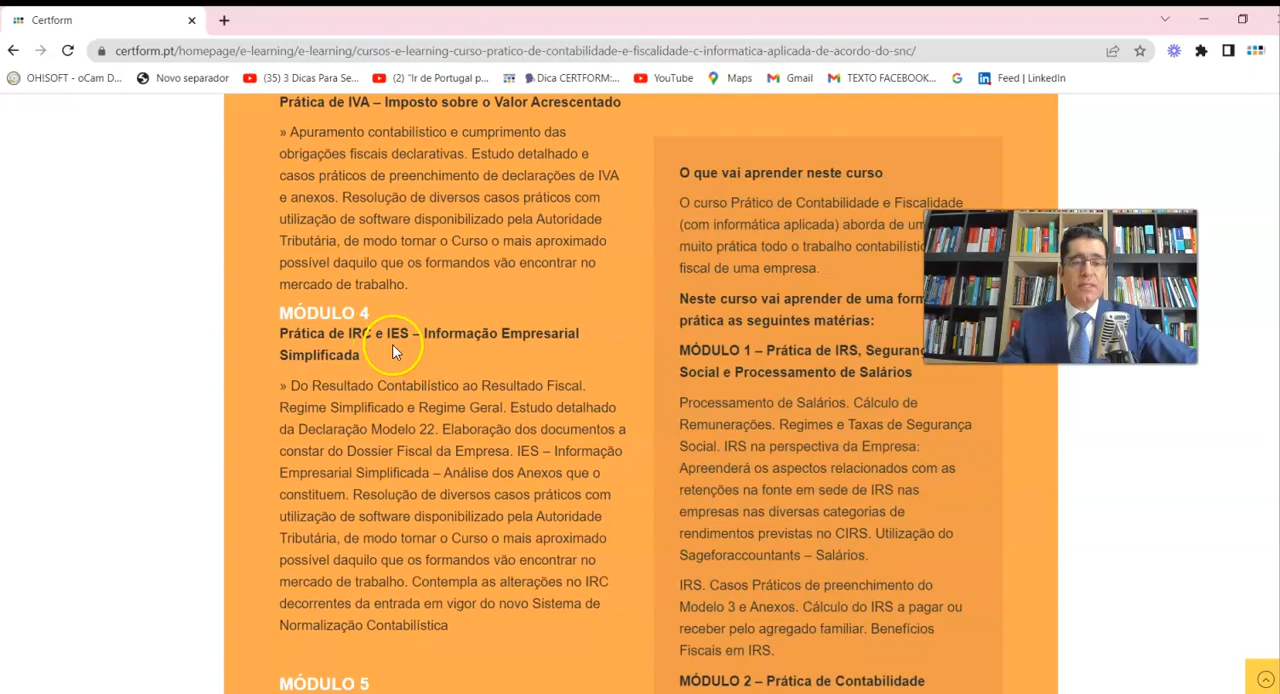 Certform
certform.pt/homepage/e-learning/e-learning/cursos-e-learning-curso-pratico-de-contabilidade-e-fiscalidade-c-informatica-aplicada-de-acordo-do-snc/
OHISOFT - oCam D...
Novo separador
(35) 3 Dicas Para Se...
(2) "Ir de Portugal p...
Dica CERTFORM:...
YouTube
Maps
Gmail
TEXTO FACEBOOK...
Feed | LinkedIn
Prática de IVA – Imposto sobre o Valor Acrescentado
» Apuramento contabilístico e cumprimento das
obrigações fiscais declarativas. Estudo detalhado e
casos práticos de preenchimento de declarações de IVA
e anexos. Resolução de diversos casos práticos com
utilização de software disponibilizado pela Autoridade
Tributária, de modo tornar o Curso o mais aproximado
possível daquilo que os formandos vão encontrar no
mercado de trabalho.
MÓDULO 4
Prática de IRC e IES – Informação Empresarial
Simplificada
» Do Resultado Contabilístico ao Resultado Fiscal.
Regime Simplificado e Regime Geral. Estudo detalhado
da Declaração Modelo 22. Elaboração dos documentos a
constar do Dossier Fiscal da Empresa. IES – Informação
Empresarial Simplificada – Análise dos Anexos que o
constituem. Resolução de diversos casos práticos com
utilização de software disponibilizado pela Autoridade
Tributária, de modo tornar o Curso o mais aproximado
possível daquilo que os formandos vão encontrar no
mercado de trabalho. Contempla as alterações no IRC
decorrentes da entrada em vigor do novo Sistema de
Normalização Contabilística
MÓDULO 5
O que vai aprender neste curso
O curso Prático de Contabilidade e Fiscalidade
(com informática aplicada) aborda de um
muito prática todo o trabalho contabilístic
fiscal de uma empresa.
Neste curso vai aprender de uma form
prática as seguintes matérias:
MÓDULO 1 – Prática de IRS, Seguran
Social e Processamento de Salários
Processamento de Salários. Cálculo de
Remunerações. Regimes e Taxas de Segurança
Social. IRS na perspectiva da Empresa:
Apreenderá os aspectos relacionados com as
retenções na fonte em sede de IRS nas
empresas nas diversas categorias de
rendimentos previstas no CIRS. Utilização do
Sageforaccountants – Salários.
IRS. Casos Práticos de preenchimento do
Modelo 3 e Anexos. Cálculo do IRS a pagar ou
receber pelo agregado familiar. Benefícios
Fiscais em IRS.
MÓDULO 2 – Prática de Contabilidade